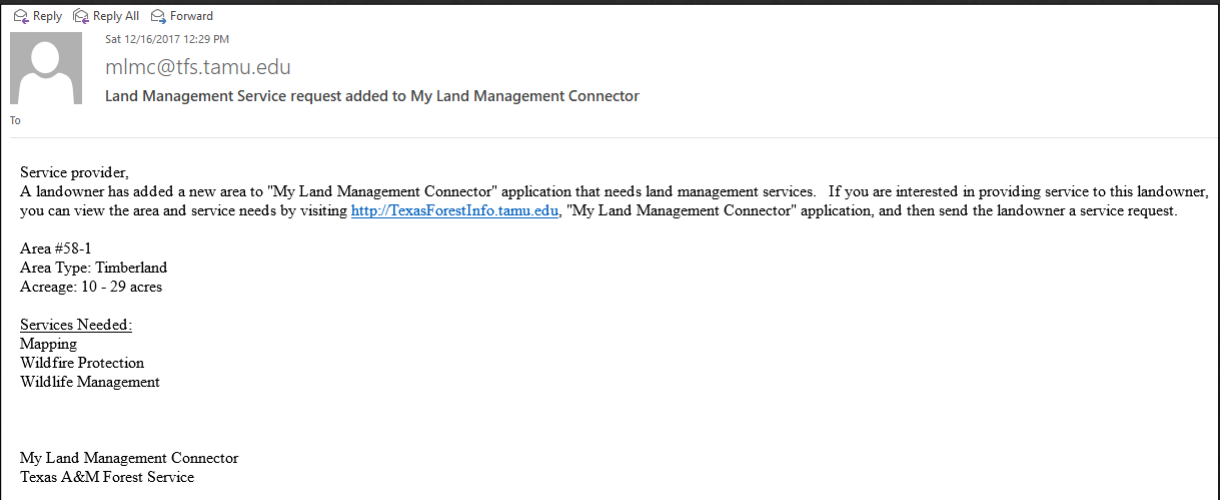 Reply Reply All Forward
Sat 12/16/2017 12:29 PM
mlmc@tfs.tamu.edu
Land Management Service request added to My Land Management Connector
To
Service provider,
A landowner has added a new area to "My Land Management Connector" application that needs land management services. If you are interested in providing service to this landowner,
you can view the area and service needs by visiting http://TexasForestInfo.tamu.edu, "My Land Management Connector" application, and then send the landowner a service request.
Area #58-1
Area Type: Timberland
Acreage: 10 - 29 acres
Services Needed:
Mapping
Wildfire Protection
Wildlife Management
My Land Management Connector
Texas A&M Forest Service